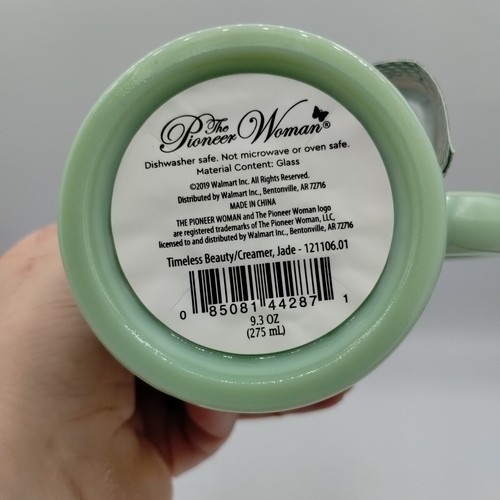 The
Pioneer Woman®
Dishwasher safe. Not microwave or oven safe.
Material Content: Glass
©2019 Walmart Inc. All Rights Reserved.
Distributed by Walmart Inc., Bentonville, AR 72716
MADE IN CHINA
THE PIONEER WOMAN and The Pioneer Woman logo
are registered trademarks of The Pioneer Woman, LLC,
licensed to and distributed by Walmart Inc., Bentonville, AR 72716
Timeless Beauty/Creamer, Jade - 121106.01
0 85081 44287 1
9.3 OZ
(275 mL)